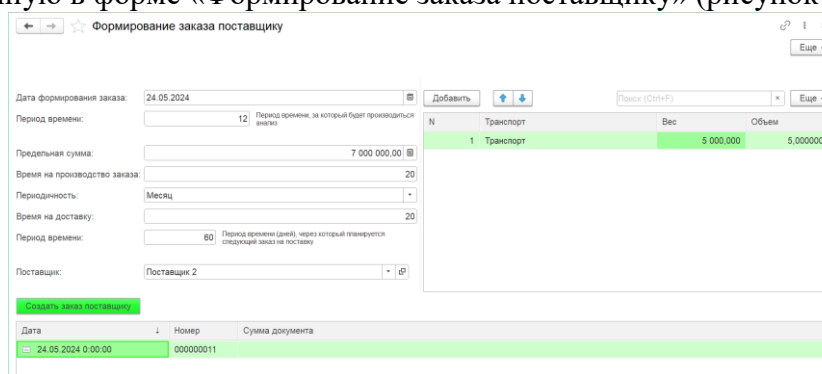 ную в форме «Формирование заказа поставщику» (рисунок
Формирование заказа поставщику
Еще
Дата формирования заказа: 24.05.2024
Период времени: 12 Период времени, за который будет производиться анализ
Предельная сумма: 7 000 000,00
Время на производство заказа: 20
Периодичность: Месяц
Время на доставку: 20
Период времени: 60 Период времени (дней), через который планируется следующий заказ на поставку
Поставщик: Поставщик 2
Добавить Поиск (Ctrl+F) × Еще
N Транспорт Вес Объем
1 Транспорт 5 000,000 5,000000
Создать заказ поставщику
Дата ↓ Номер Сумма документа
24.05.2024 0:00:00 000000011